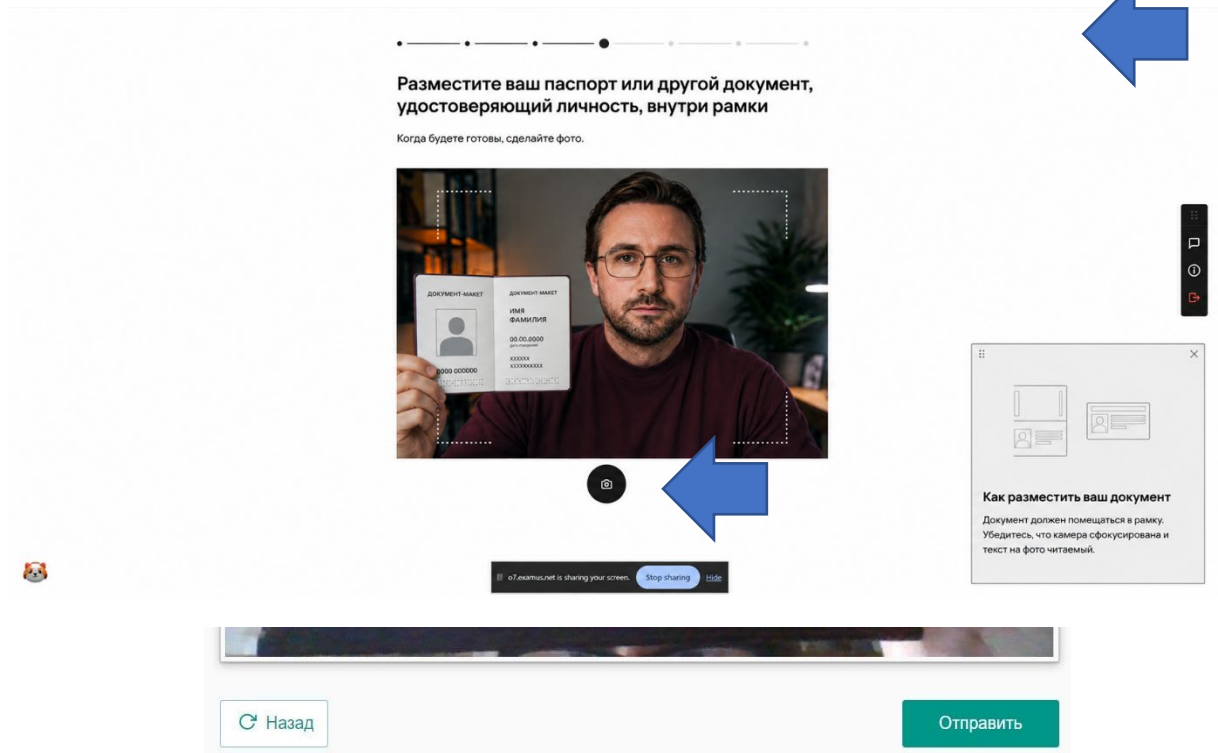 Разместите ваш паспорт или другой документ,
удостоверяющий личность, внутри рамки
Когда будете готовы, сделайте фото.
ДОКУМЕНТ-МАКЕТ
0000 000000
ДОКУМЕНТ-МАКЕТ
ИМЯ
ФАМИЛИЯ
00.00.0000
XXXXXX
XXXXXXXXXX
Как разместить ваш документ
Документ должен помещаться в рамку.
Убедитесь, что камера сфокусирована и
текст на фото читаемый.
o7.examus.net is sharing your screen. Stop sharing Hide
Назад
Отправить